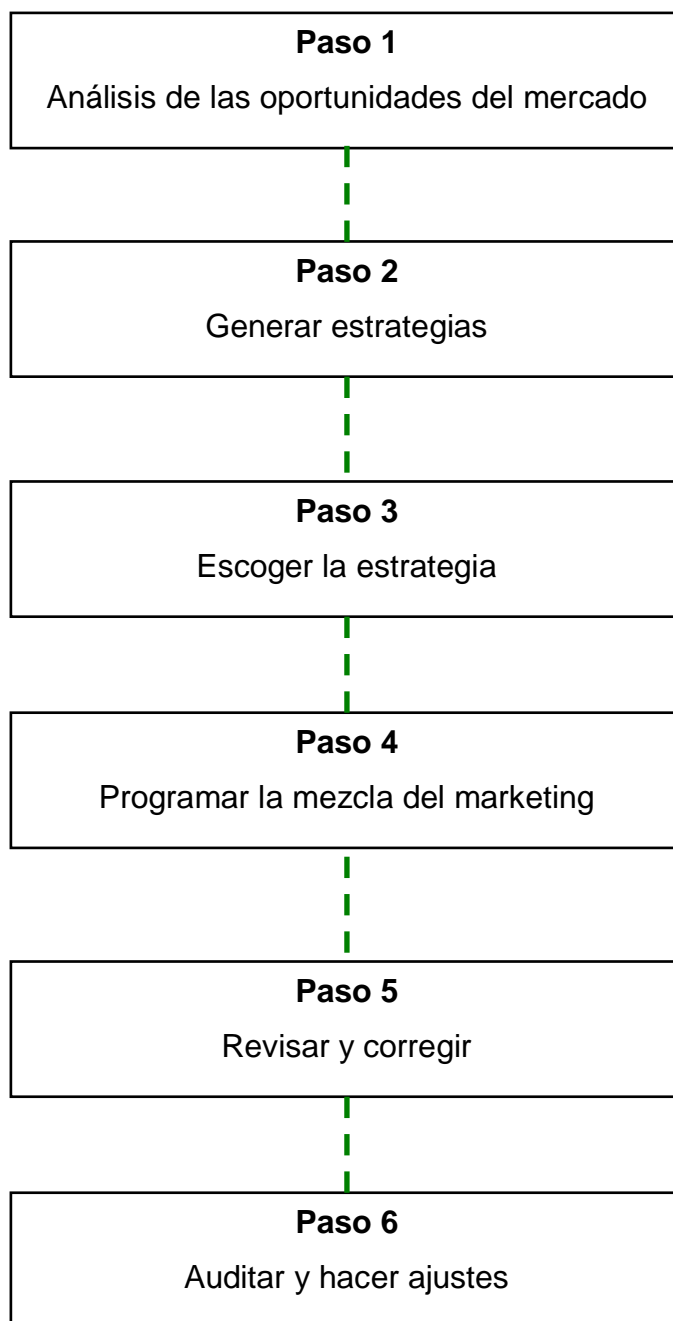 Paso 1
Análisis de las oportunidades del mercado
Paso 2
Generar estrategias
Paso 3
Escoger la estrategia
Paso 4
Programar la mezcla del marketing
Paso 5
Revisar y corregir
Paso 6
Auditar y hacer ajustes